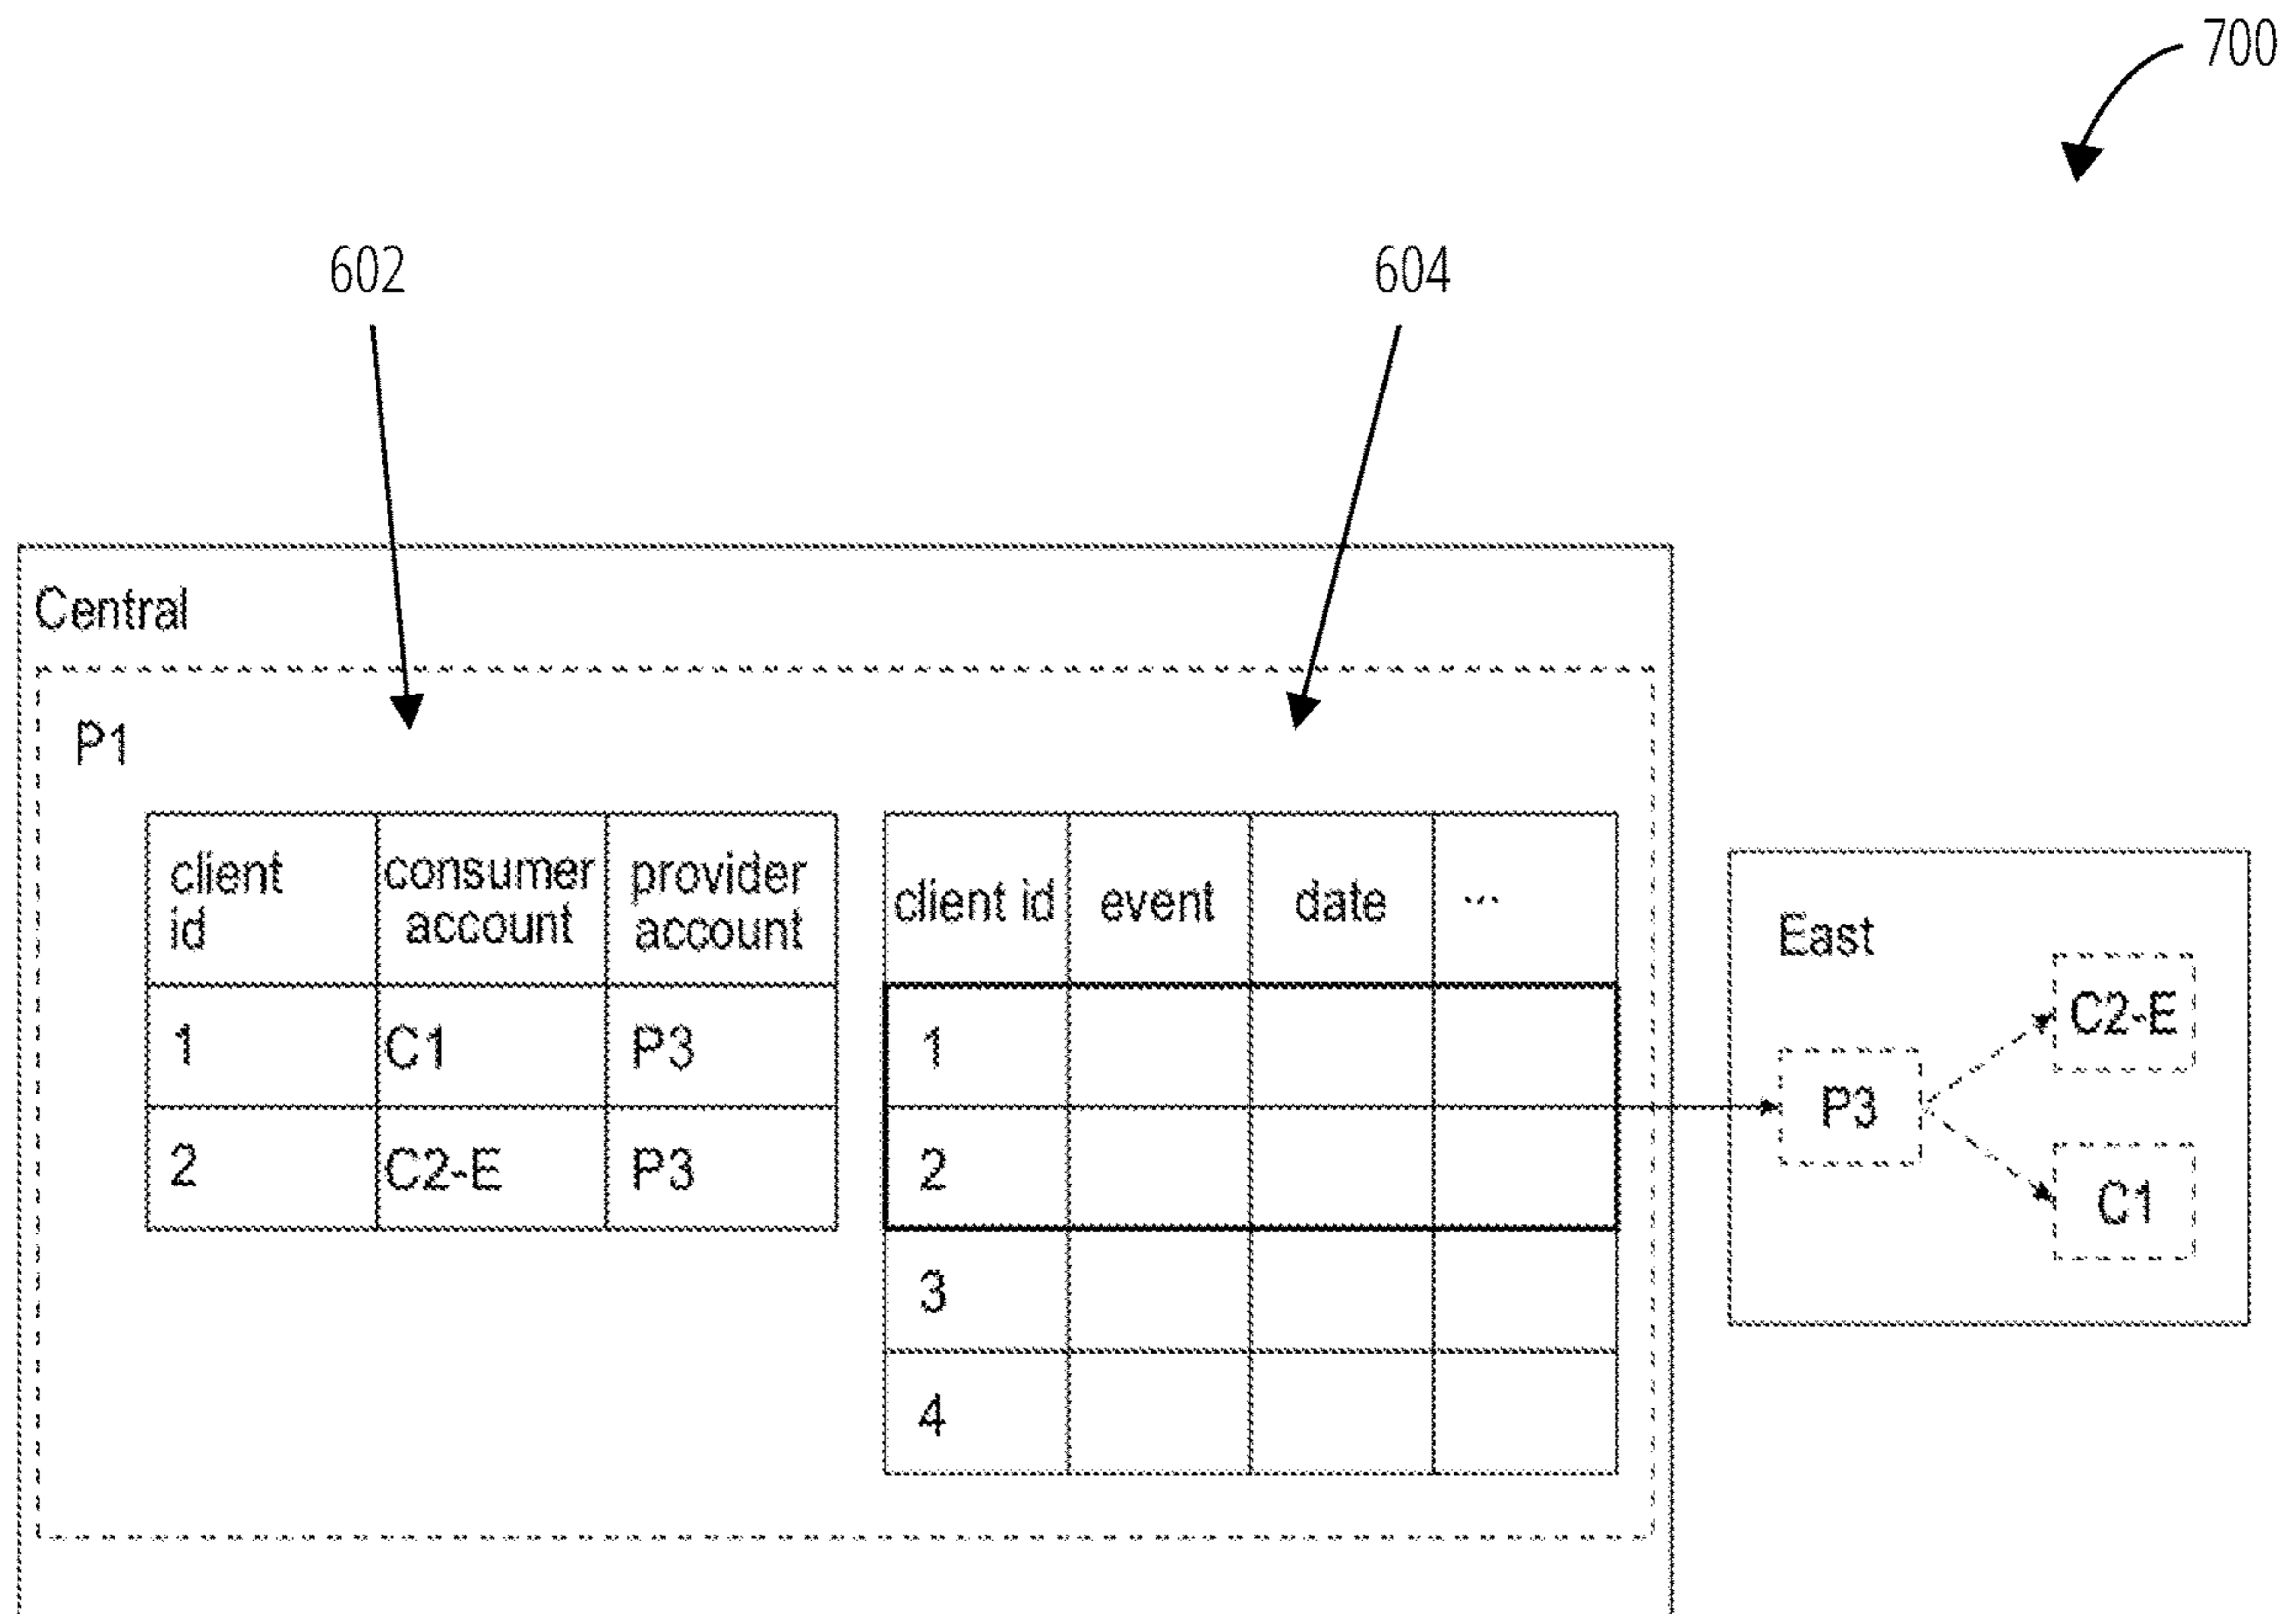 700
602
604
Central
P1
client
id
consumer
account
provider
account
1
C1
P3
2
C2-E
P3
client id
event
date
...
1
2
3
4
East
C2-E
P3
C1